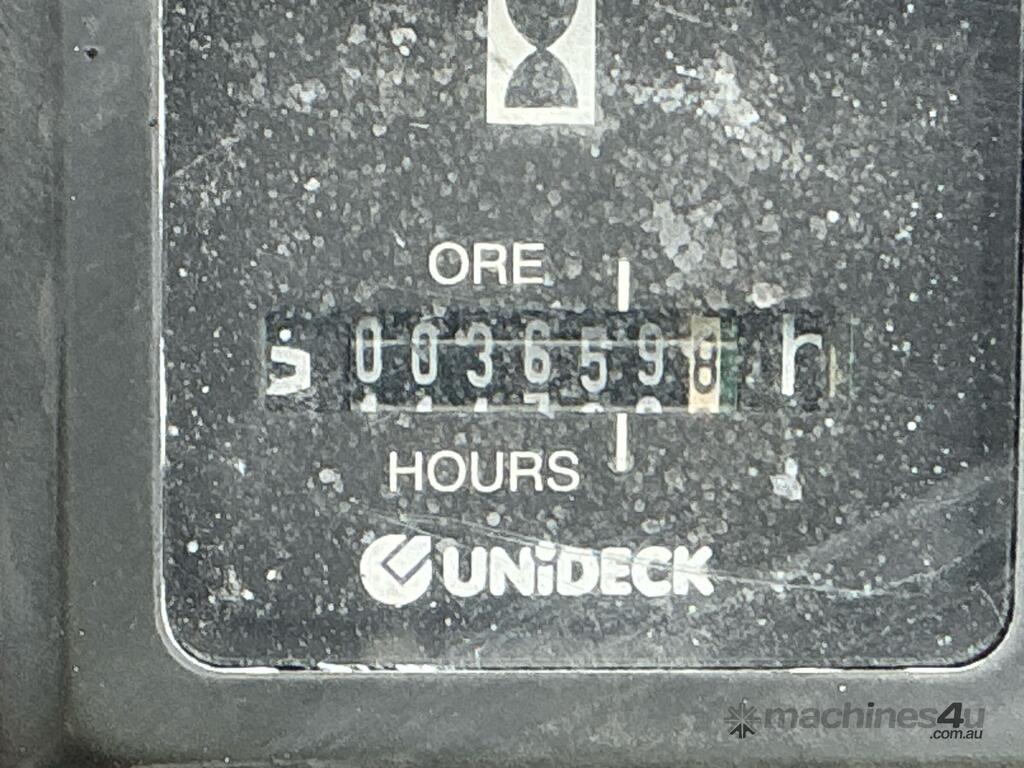 ORE
S 0036598 h
HOURS
UNiDECK
machines4u
.com.au